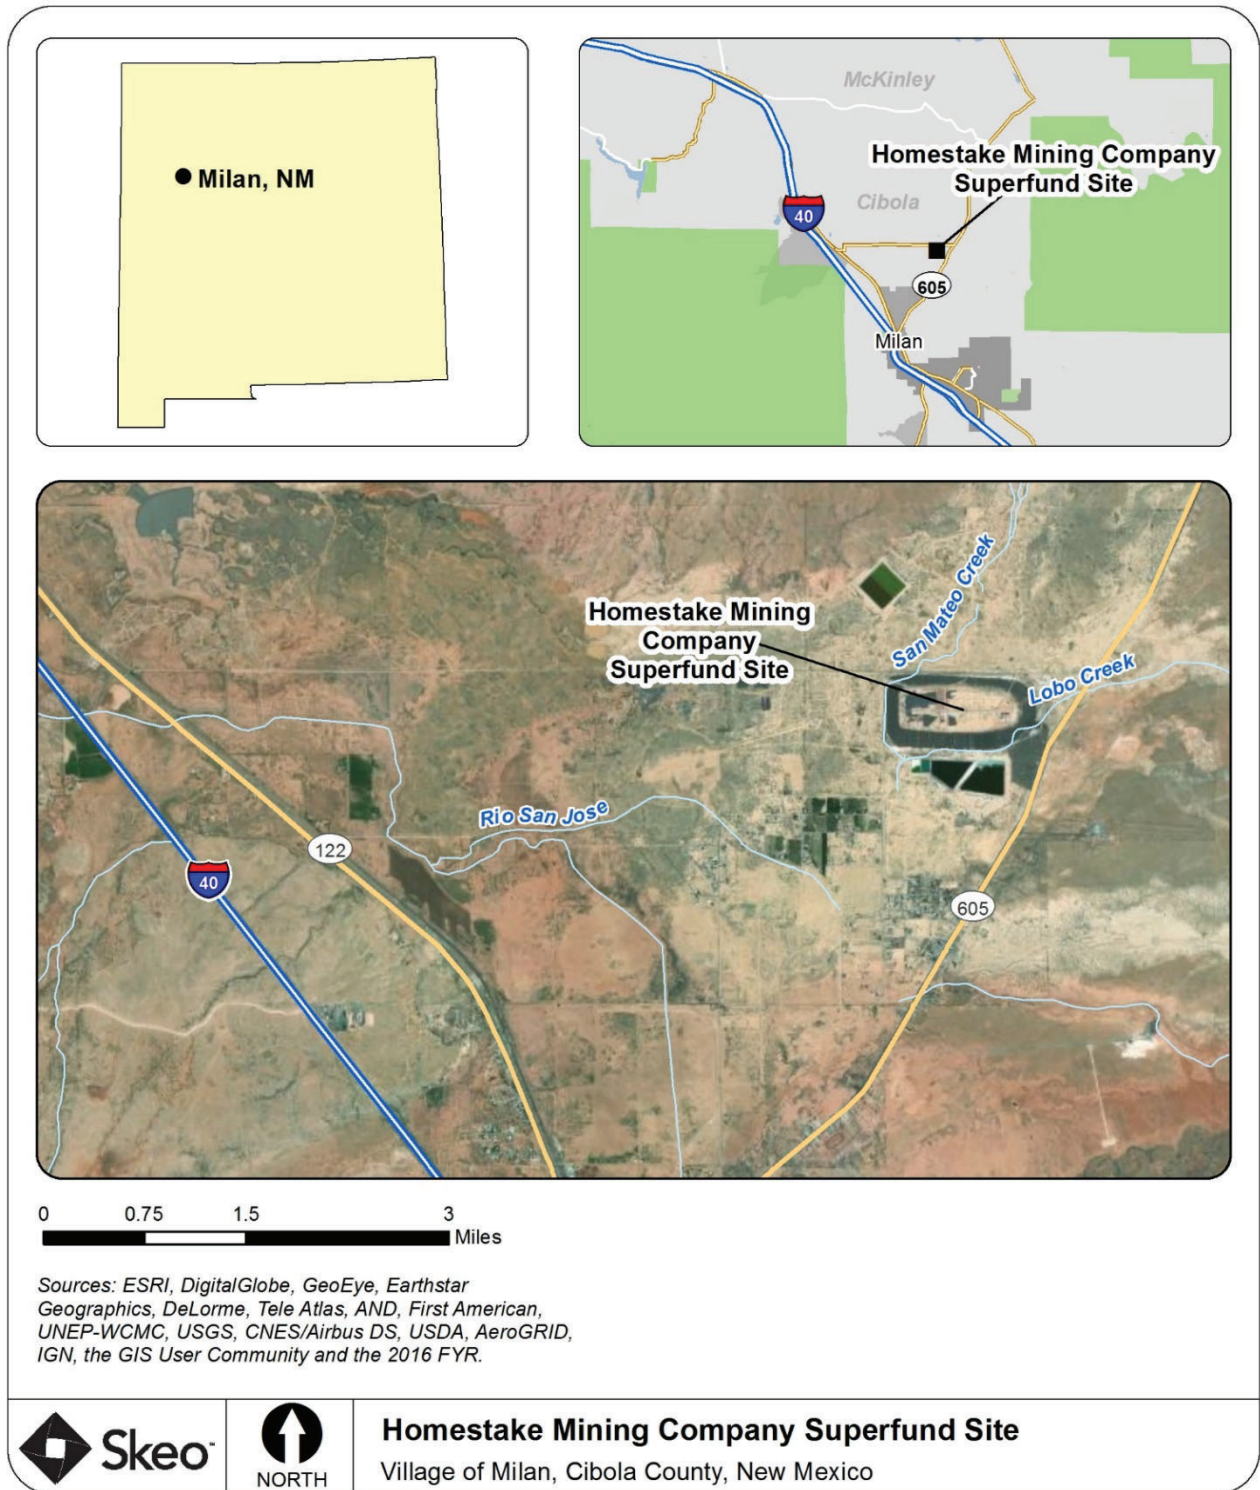 Milan, NM
McKinley
Homestake Mining Company
Superfund Site
40
Cibola
605
Milan
San Mateo Creek
Homestake Mining
Company
Superfund Site
Lobo Creek
Rio San Jose
122
40
605
0 0.75 1.5 3
Miles
Sources: ESRI, DigitalGlobe, GeoEye, Earthstar
Geographics, DeLorme, Tele Atlas, AND, First American,
UNEP-WCMC, USGS, CNES/Airbus DS, USDA, AeroGRID,
IGN, the GIS User Community and the 2016 FYR.
Skeo™
NORTH
Homestake Mining Company Superfund Site
Village of Milan, Cibola County, New Mexico